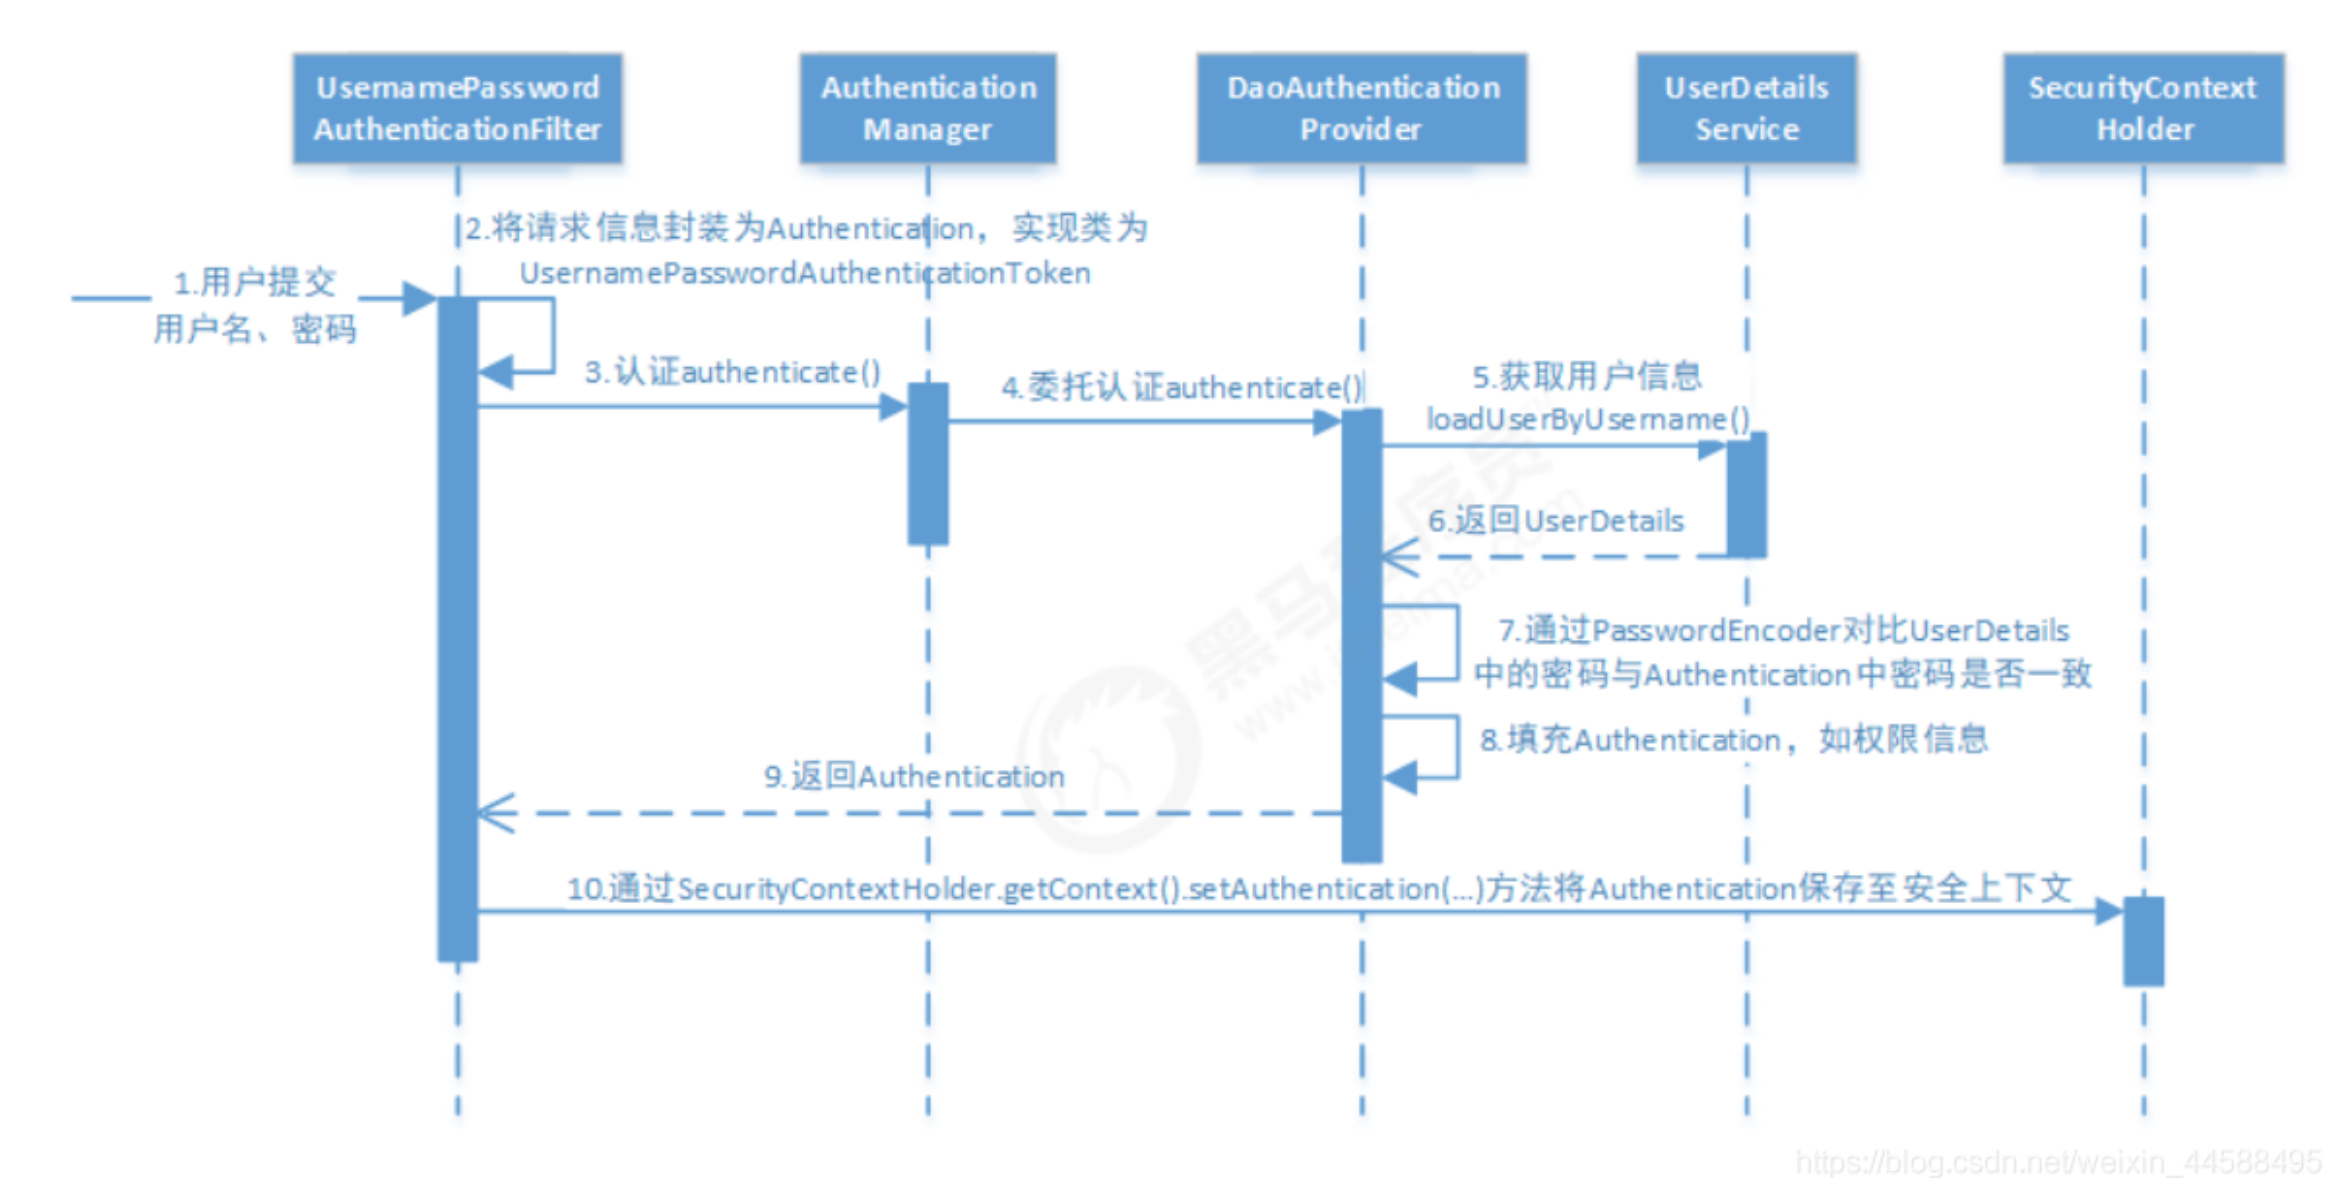 UsernamePassword
AuthenticationFilter
Authentication
Manager
DaoAuthentication
Provider
UserDetails
Service
SecurityContext
Holder
1.用户提交
用户名、密码
2.将请求信息封装为Authentication，实现类为
UsernamePasswordAuthenticationToken
3.认证authenticate()
4.委托认证authenticate()
5.获取用户信息
loadUserByUsername()
6.返回UserDetails
7.通过PasswordEncoder对比UserDetails
中的密码与Authentication中密码是否一致
8.填充Authentication，如权限信息
9.返回Authentication
10.通过SecurityContextHolder.getContext().setAuthentication(...)方法将Authentication保存至安全上下文
https://blog.csdn.net/weixin_44588495